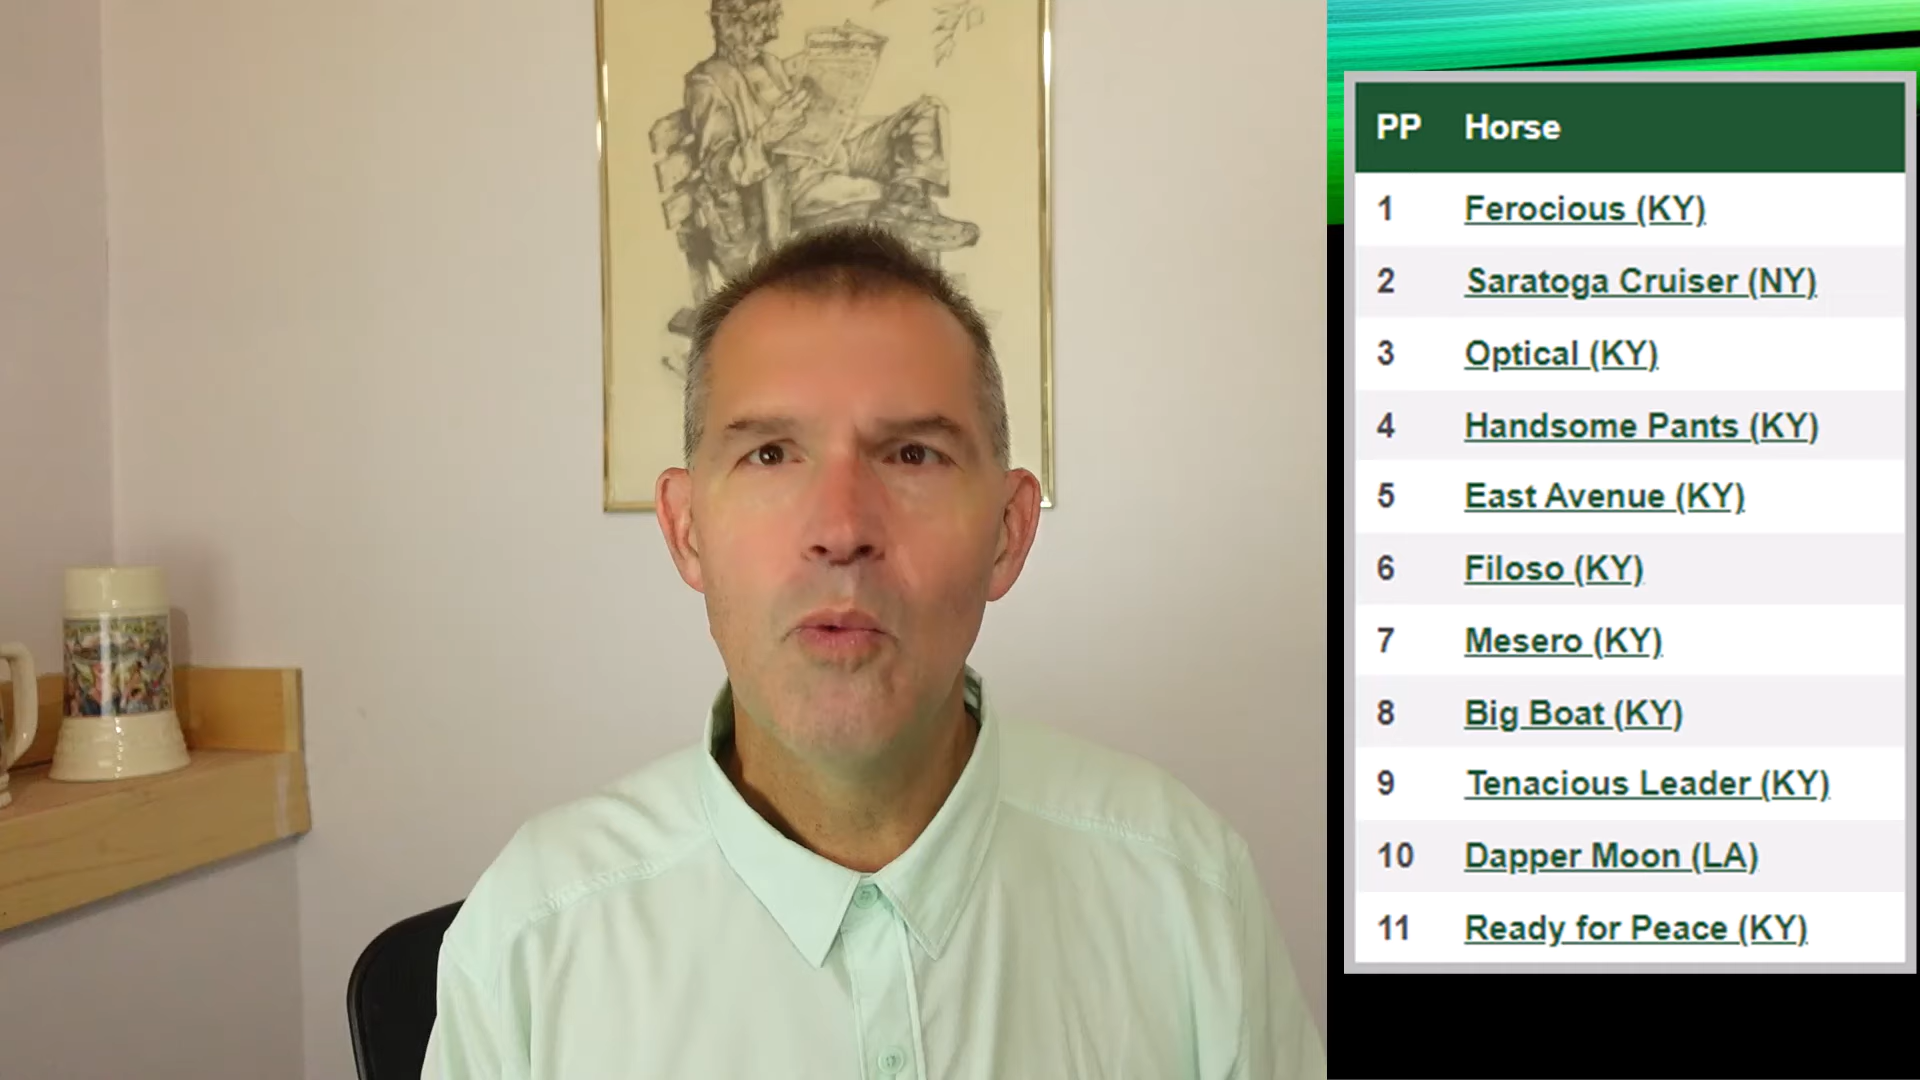 PP Horse
1 Ferocious (KY)
2 Saratoga Cruiser (NY)
3 Optical (KY)
4 Handsome Pants (KY)
5 East Avenue (KY)
6 Filoso (KY)
7 Mesero (KY)
8 Big Boat (KY)
9 Tenacious Leader (KY)
10 Dapper Moon (LA)
11 Ready for Peace (KY)